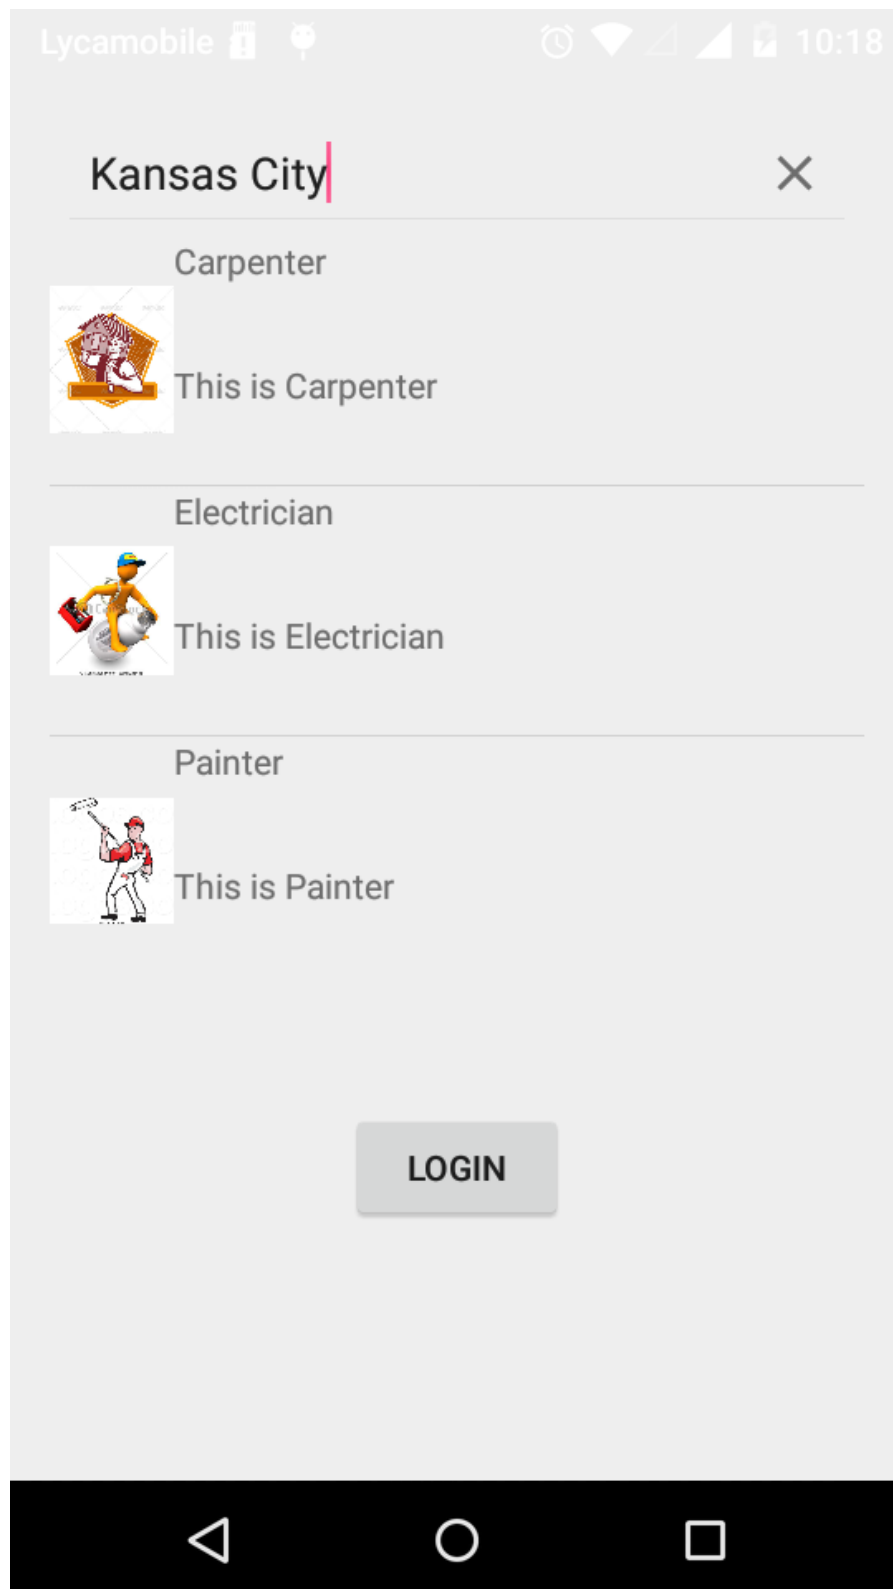 Lycamobile 10:18
Kansas City
Carpenter
This is Carpenter
Electrician
This is Electrician
Painter
This is Painter
LOGIN